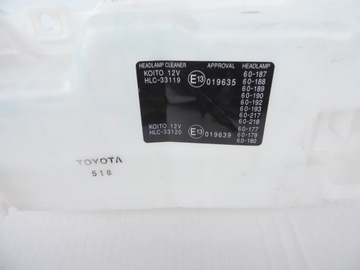 HEADLAMP CLEANER APPROVAL HEADLAMP
KOITO 12V
HLC-33119
E13 019635
60-187
60-188
60-189
60-190
60-192
60-193
60-217
60-218
KOITO 12V
HLC-33120
E13 019639
60-177
60-179
60-180
TOYOTA
518